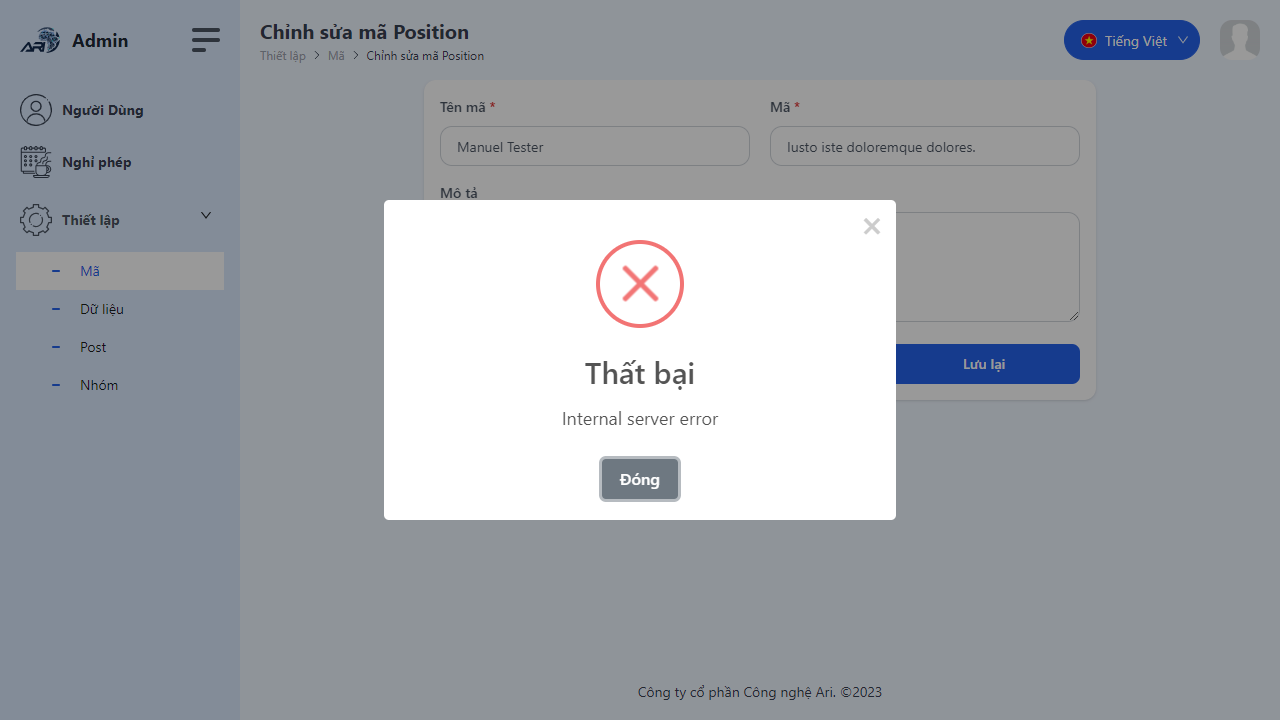 ARI
Admin
Người Dùng
Nghỉ phép
Thiết lập
Mã
Dữ liệu
Post
Nhóm
Chỉnh sửa mã Position
Thiết lập > Mã > Chỉnh sửa mã Position
Tiếng Việt
Tên mã *
Mã *
Manuel Tester
Iusto iste doloremque dolores.
Mô tả
Lưu lại
×
Thất bại
Internal server error
Đóng
Công ty cổ phần Công nghệ Ari. ©2023